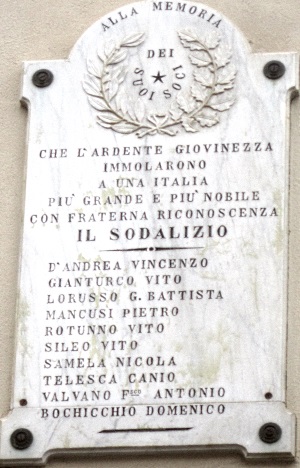 ALLA MEMORIA
DEI
SUOI SOCI
CHE L'ARDENTE GIOVINEZZA
IMMOLARONO
A UNA ITALIA
PIU' GRANDE E PIU' NOBILE
CON FRATERNA RICONOSCENZA
IL SODALIZIO
D'ANDREA VINCENZO
GIANTURCO VITO
LORUSSO G. BATTISTA
MANCUSI PIETRO
ROTUNNO VITO
SILEO VITO
SAMELA NICOLA
TELESCA CANIO
VALVANO ANTONIO
BOCHICCHIO DOMENICO